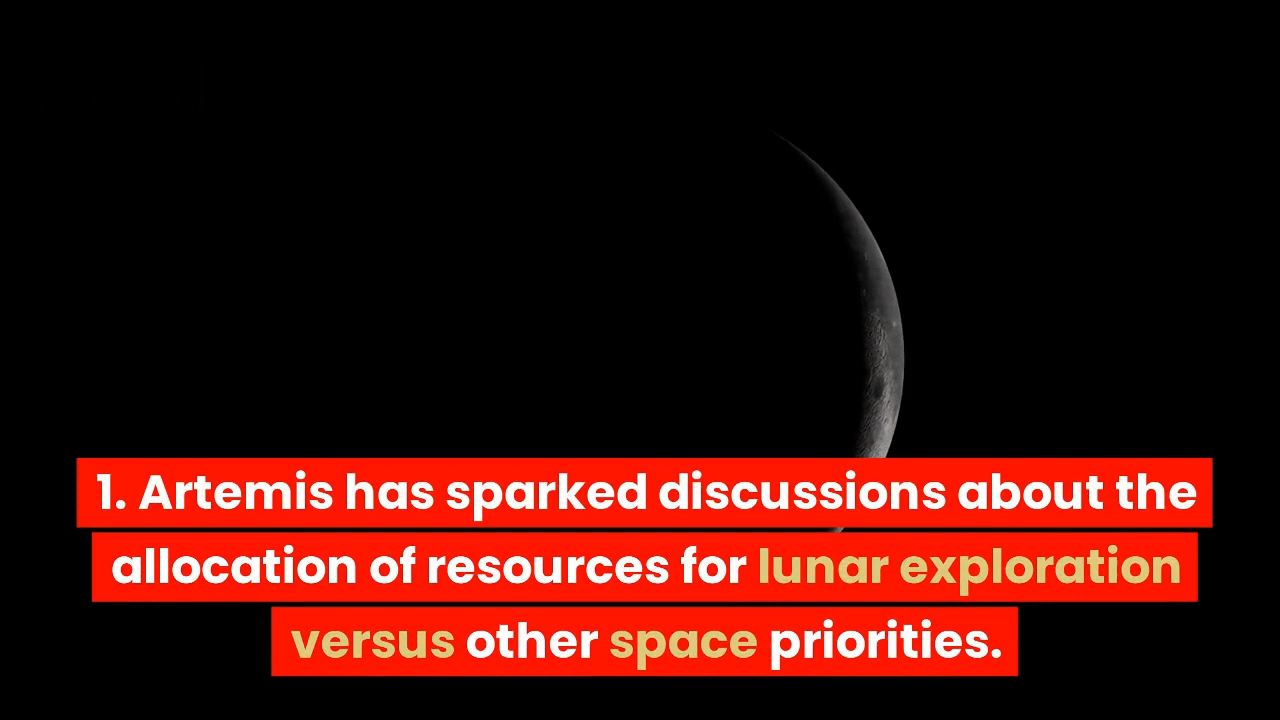 1. Artemis has sparked discussions about the
allocation of resources for lunar exploration
versus other space priorities.